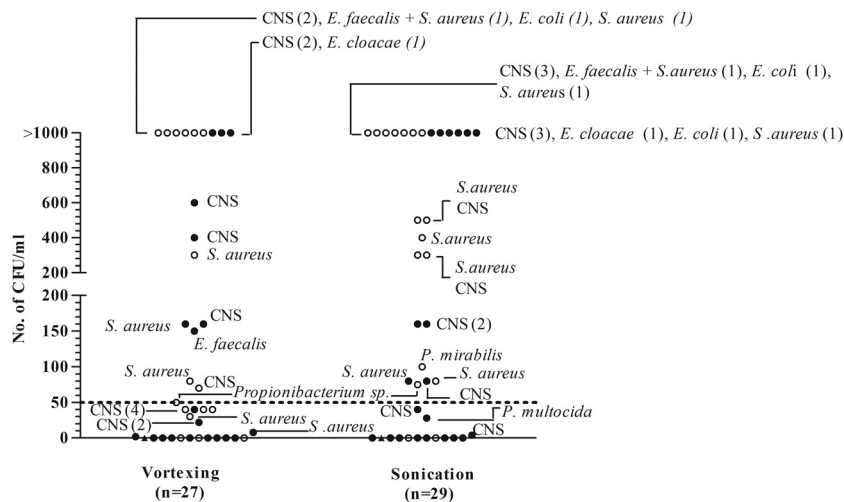 CNS (2), E. faecalis + S. aureus (1), E. coli (1), S. aureus (1)
CNS (2), E. cloacae (1)
CNS (3), E. faecalis + S.aureus (1), E. coli (1),
S. aureus (1)
>1000
CNS (3), E. cloacae (1), E. coli (1), S .aureus (1)
800
600
400
200
No. of CFU/ml
CNS
CNS
S. aureus
S.aureus
CNS
S.aureus
S.aureus
CNS
200
150
100
50
0
S. aureus
CNS
E. faecalis
CNS (2)
S. aureus
CNS
Propionibacterium sp.
P. mirabilis
S. aureus
S. aureus
CNS
CNS (4)
CNS (2)
S. aureus
S .aureus
CNS
P. multocida
CNS
Vortexing
(n=27)
Sonication
(n=29)